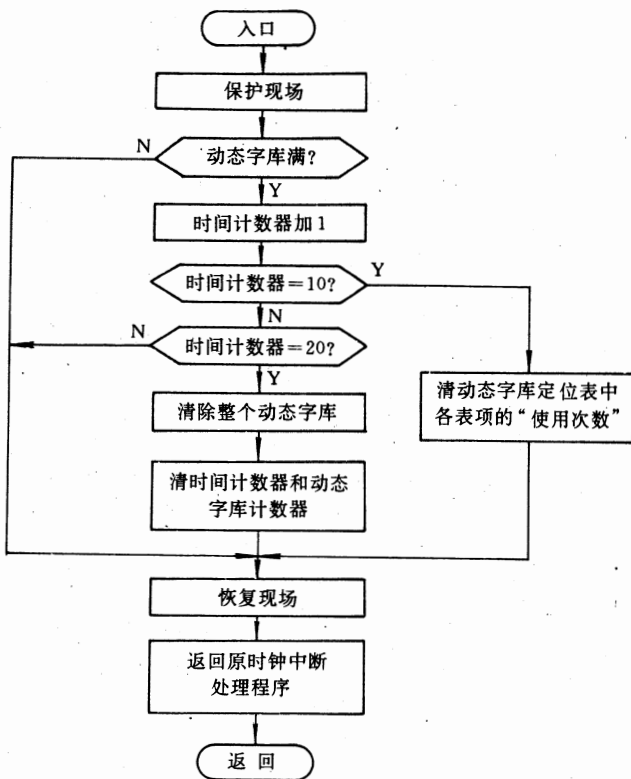 入口
保护现场
N
动态字库满?
Y
时间计数器加1
时间计数器=10?
Y
N
N
时间计数器=20?
Y
清除整个动态字库
清动态字库定位表中
各表项的“使用次数”
清时间计数器和动态
字库计数器
恢复现场
返回原时钟中断
处理程序
返回